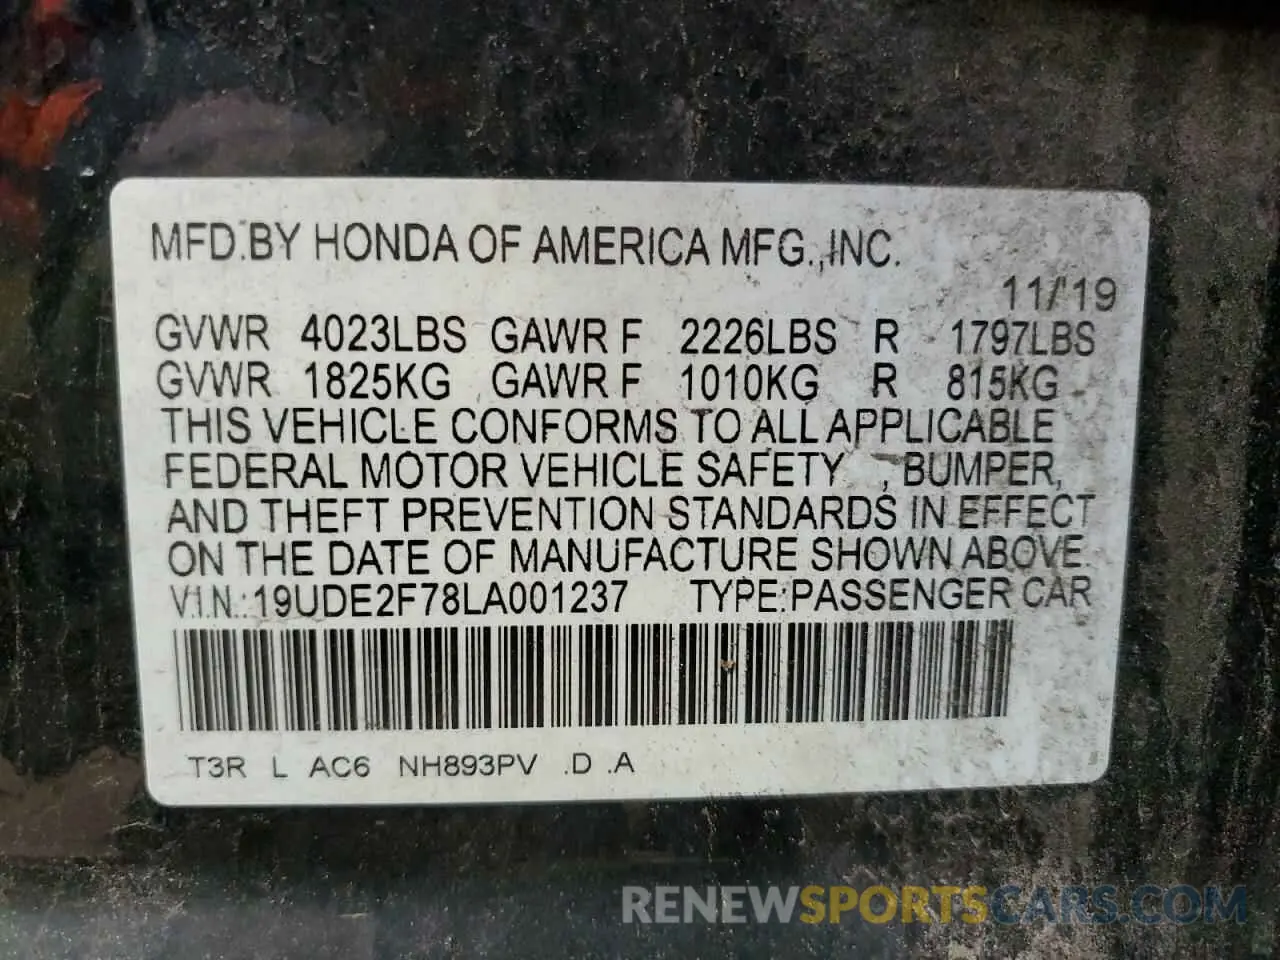 MFD.BY HONDA OF AMERICA MFG.,INC.
11/'19
GVWR 4023LBS GAWR F 2226LBS R 1797LBS
GVWR 1825KG GAWR F 1010KG R 815KG
THIS VEHICLE CONFORMS TO ALL APPLICABLE
FEDERAL MOTOR VEHICLE SAFETY , BUMPER,
AND THEFT PREVENTION STANDARDS IN EFFECT
ON THE DATE OF MANUFACTURE SHOWN ABOVE.
V.I.N.:19UDE2F78LA001237 TYPE:PASSENGER CAR
T3R L AC6 NH893PV .D .A
RENEWSPORTSCARS.COM